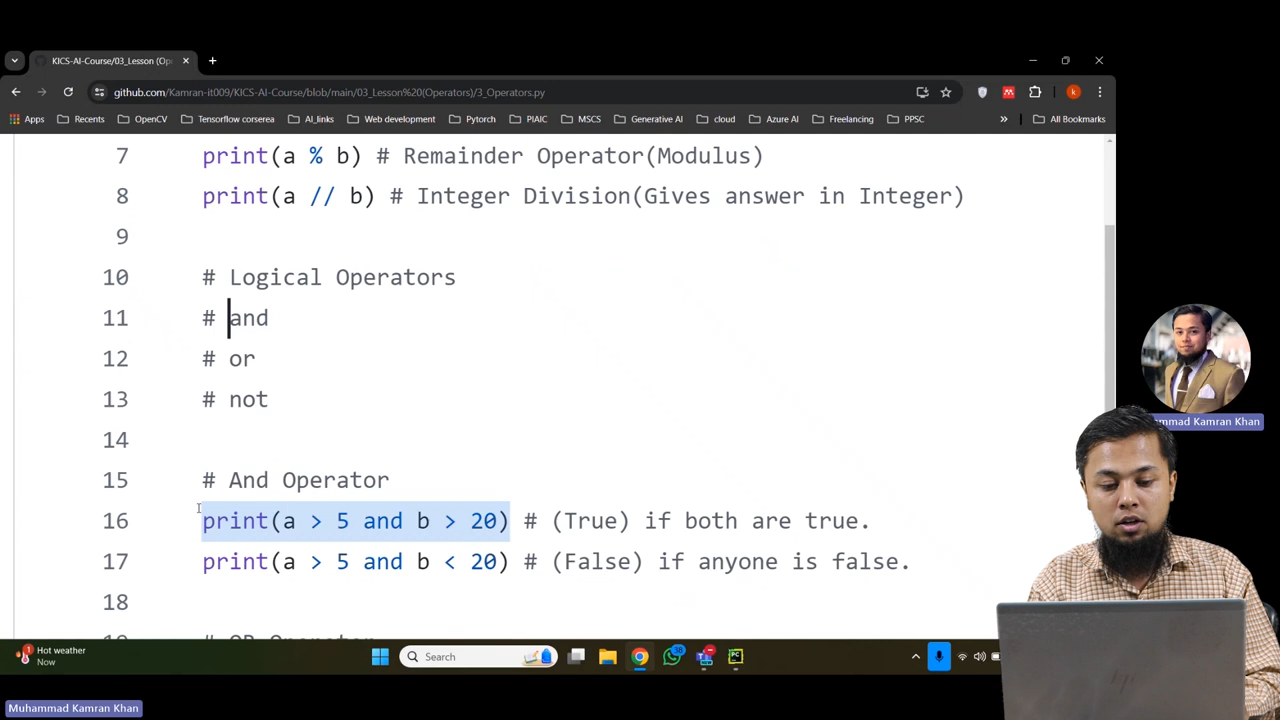 KICS-AI-Course/03_Lesson (Op
github.com/Kamran-it009/KICS-AI-Course/blob/main/03_Lesson%20(Operators)/3_Operators.py
k
Apps Recents OpenCV Tensorflow corserea AI_links Web development Pytorch PIAIC MSCS Generative AI cloud Azure AI Freelancing PPSC » All Bookmarks
7 print(a % b) # Remainder Operator(Modulus)
8 print(a // b) # Integer Division(Gives answer in Integer)
9
10 # Logical Operators
11 # and
12 # or
13 # not
14
15 # And Operator
16 print(a > 5 and b > 20) # (True) if both are true.
17 print(a > 5 and b < 20) # (False) if anyone is false.
18
ammad Kamran Khan
1
Hot weather
Now
Search
38
PC
Muhammad Kamran Khan